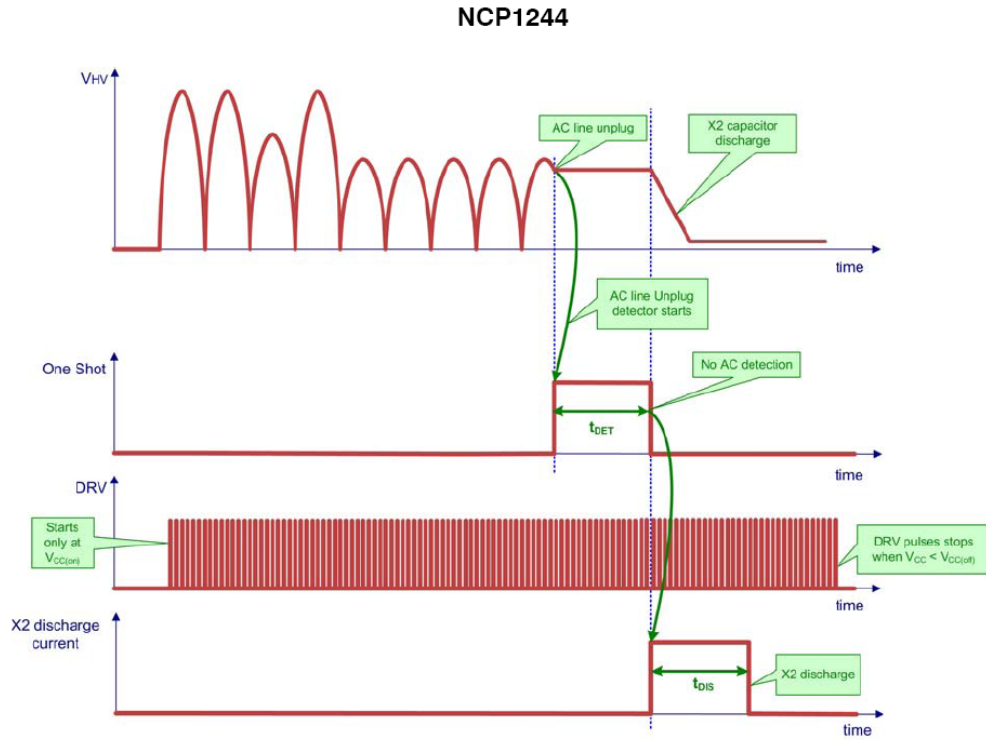 NCP1244
VHV
AC line unplug
X2 capacitor
discharge
time
AC line Unplug
detector starts
One Shot
No AC detection
tDET
time
DRV
Starts
only at
VCC(on)
DRV pulses stops
when VCC < VCC(off)
time
X2 discharge
current
tDIS
X2 discharge
time